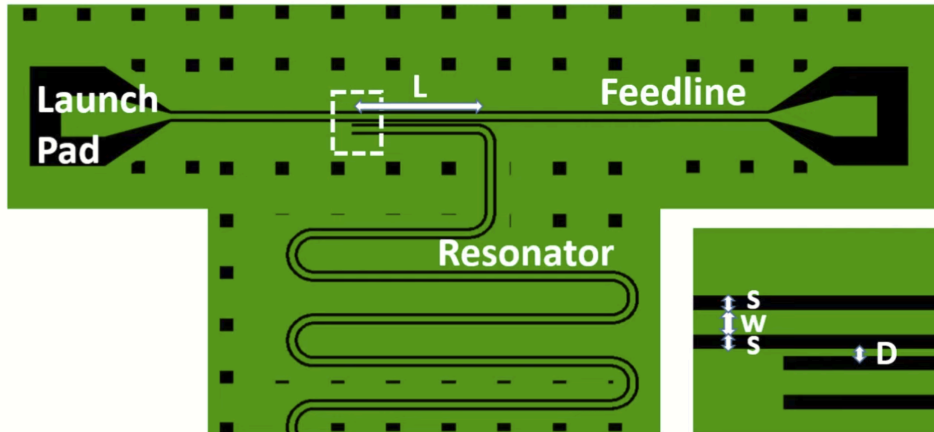 L
Launch
Feedline
Pad
Resonator
S
W
S
D